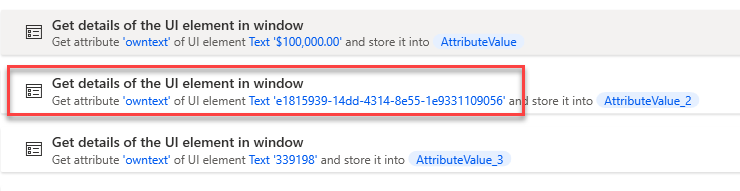 Get details of the UI element in window
Get attribute 'owntext' of UI element Text '$100,000.00' and store it into AttributeValue
Get details of the UI element in window
Get attribute 'owntext' of UI element Text 'e1815939-14dd-4314-8e55-1e9331109056' and store it into AttributeValue_2
Get details of the UI element in window
Get attribute 'owntext' of UI element Text '339198' and store it into AttributeValue_3